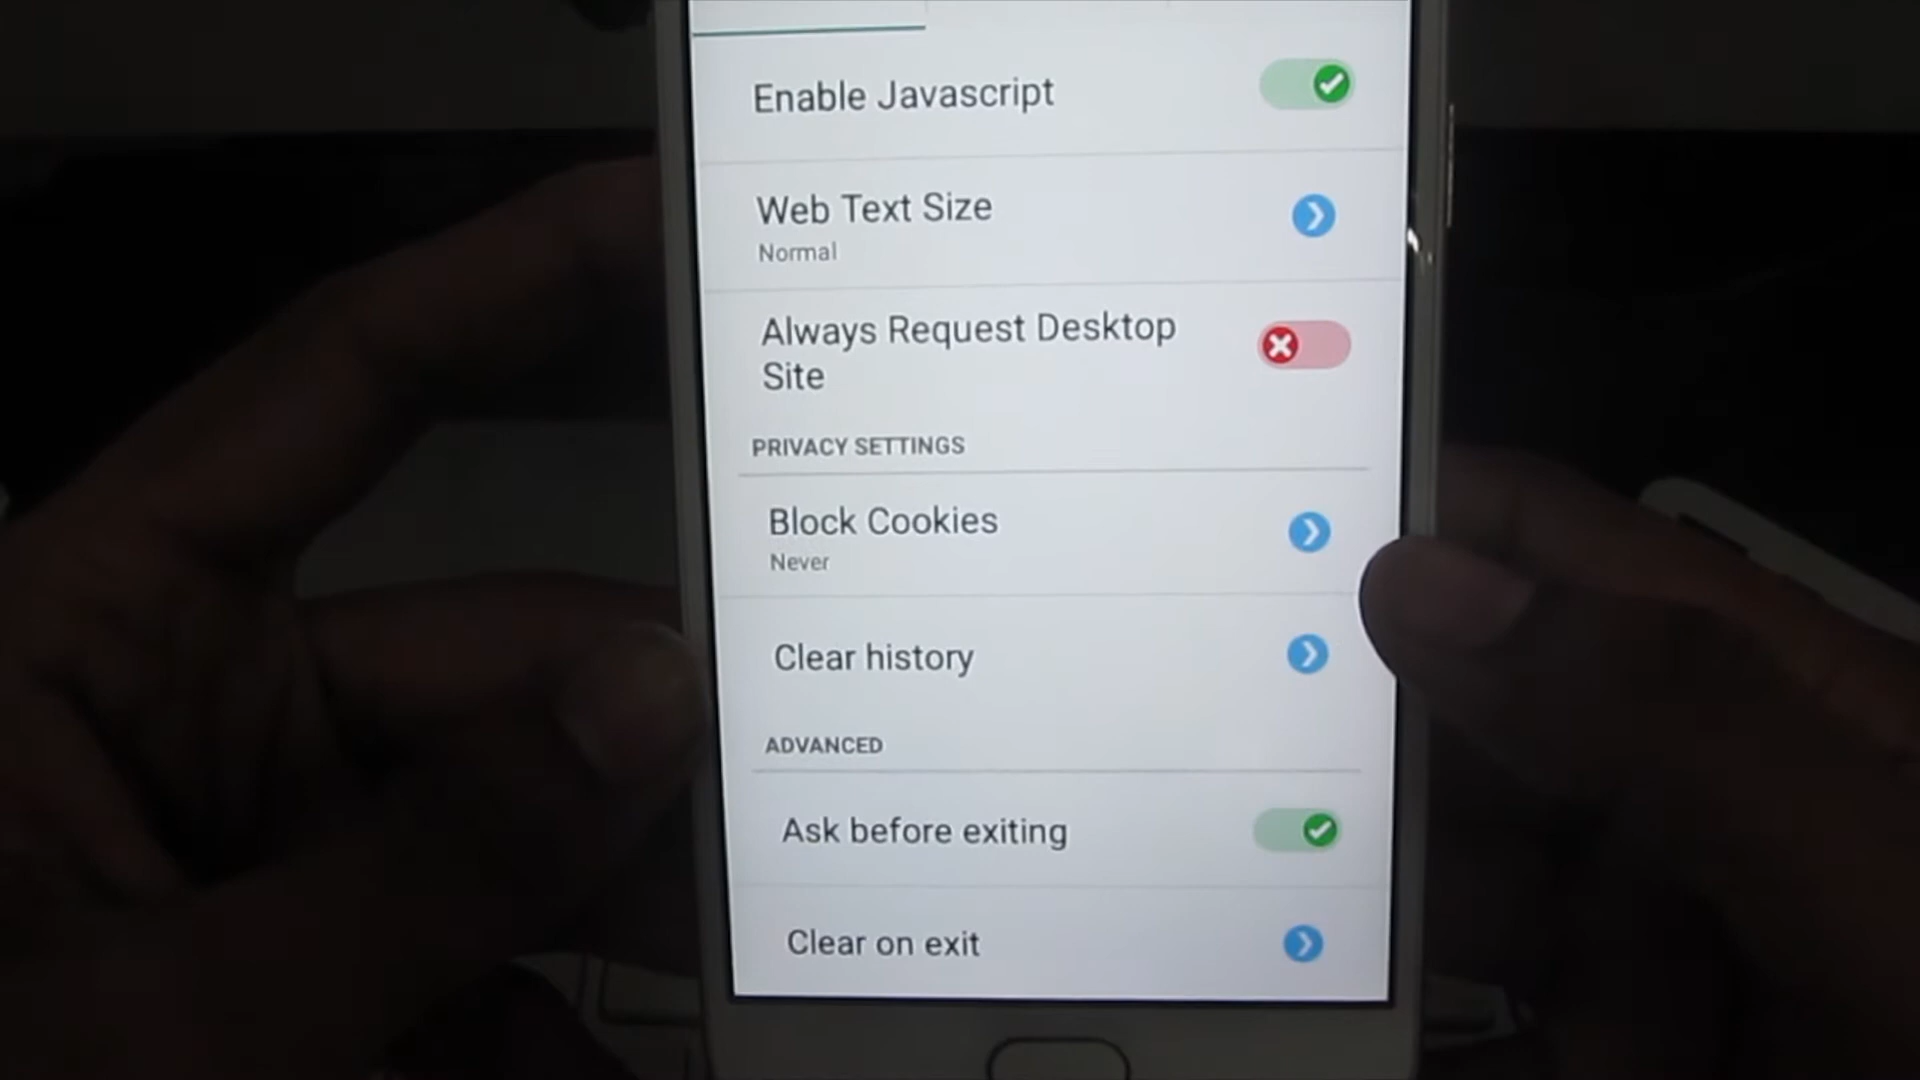 Enable Javascript
Web Text Size
Normal
Always Request Desktop
Site
PRIVACY SETTINGS
Block Cookies
Never
Clear history
ADVANCED
Ask before exiting
Clear on exit